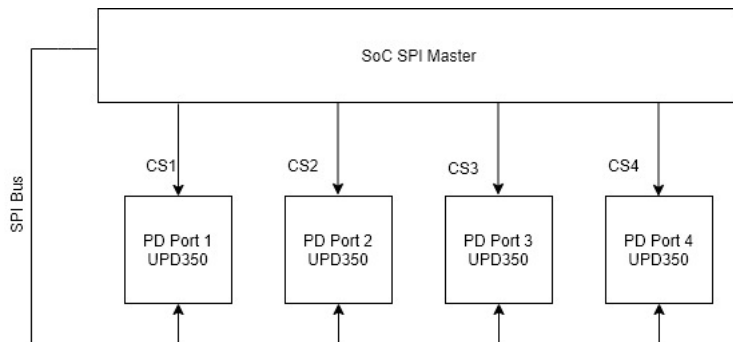 SoC SPI Master
CS1
CS2
CS3
CS4
SPI Bus
PD Port 1
UPD350
PD Port 2
UPD350
PD Port 3
UPD350
PD Port 4
UPD350